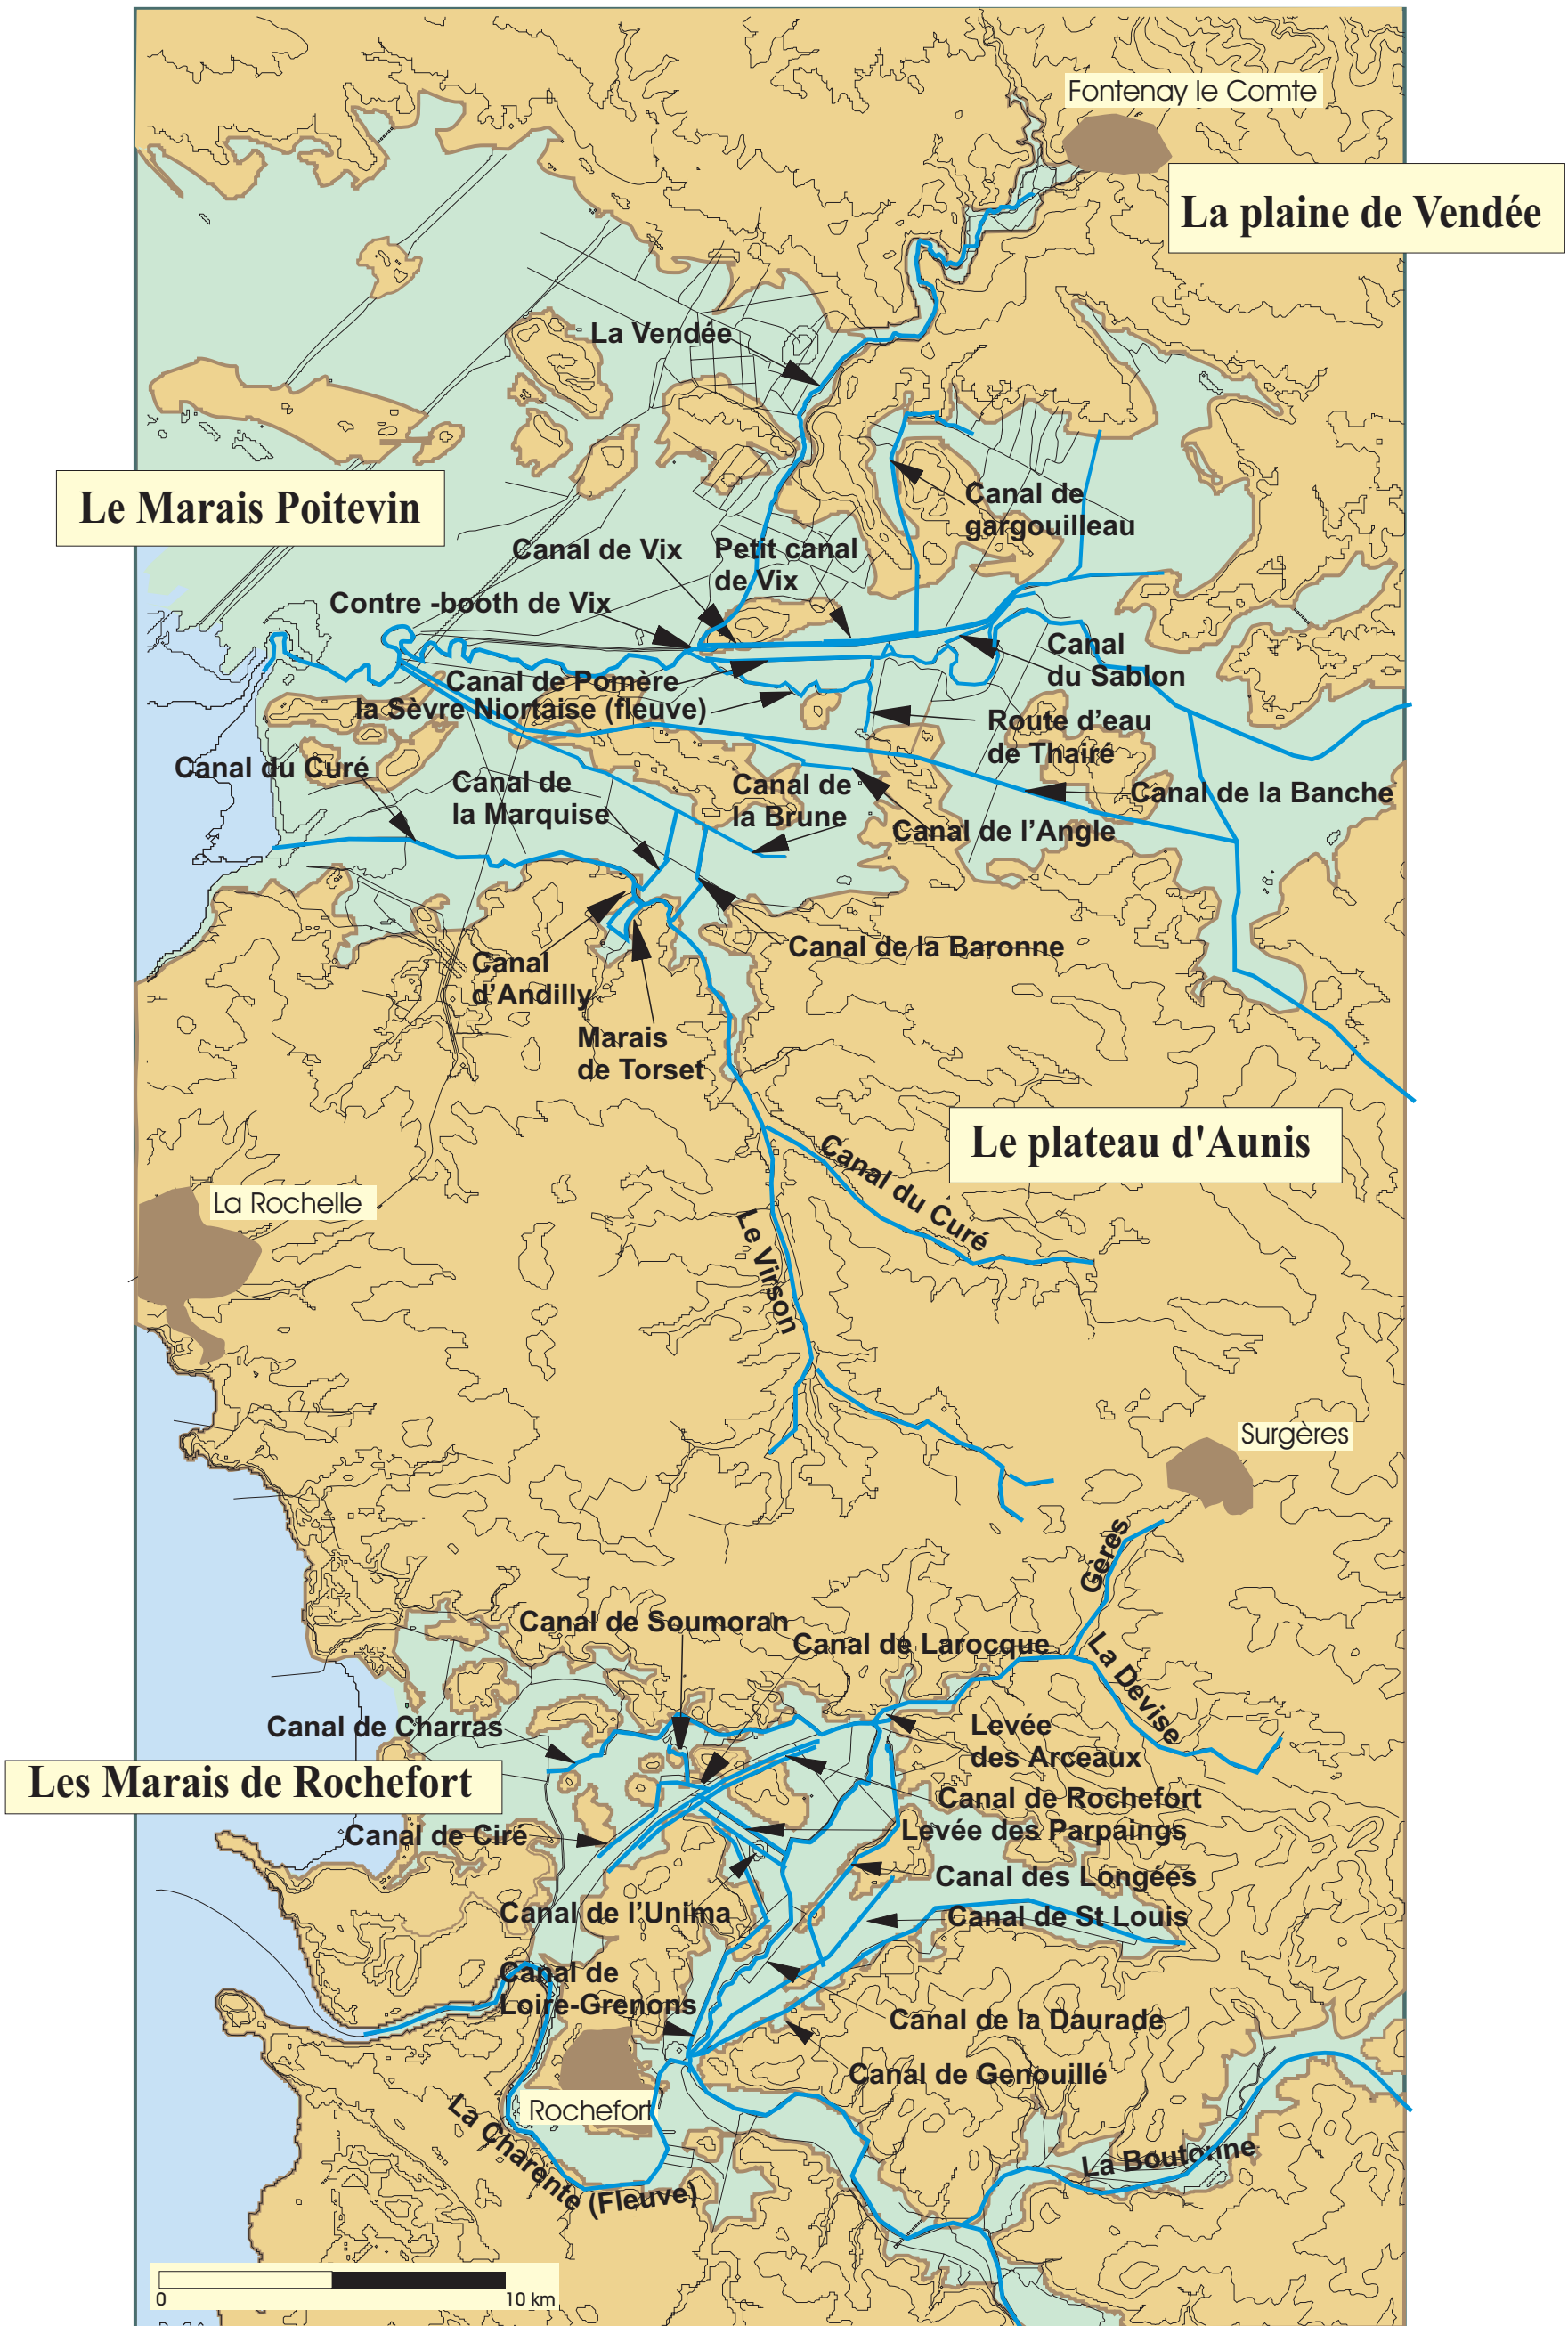 Fontenay le Comte
La plaine de Vendée
La Vendée
Le Marais Poitevin
Canal de
gargouilleau
Canal de Vix
Petit canal
de Vix
Contre -booth de Vix
Canal
du Sablon
Canal de Pomère
la Sèvre Niortaise (fleuve)
Route d'eau
de Thairé
Canal du Curé
Canal de
la Marquise
Canal de
la Brune
Canal de la Banche
Canal de l'Angle
Canal de la Baronne
Canal
d'Andilly
Marais
de Torset
Le plateau d'Aunis
Canal du Curé
La Rochelle
Le Virson
Surgères
Gères
Canal de Soumoran
Canal de Larocque
La Devise
Canal de Charras
Levée
des Arceaux
Les Marais de Rochefort
Canal de Rochefort
Canal de Ciré
Levée des Parpaings
Canal des Longées
Canal de l'Unima
Canal de St Louis
Canal de
Loire-Grenons
Canal de la Daurade
Canal de Genouillé
Rochefort
La Charente (Fleuve)
La Boutonne
0
10 km